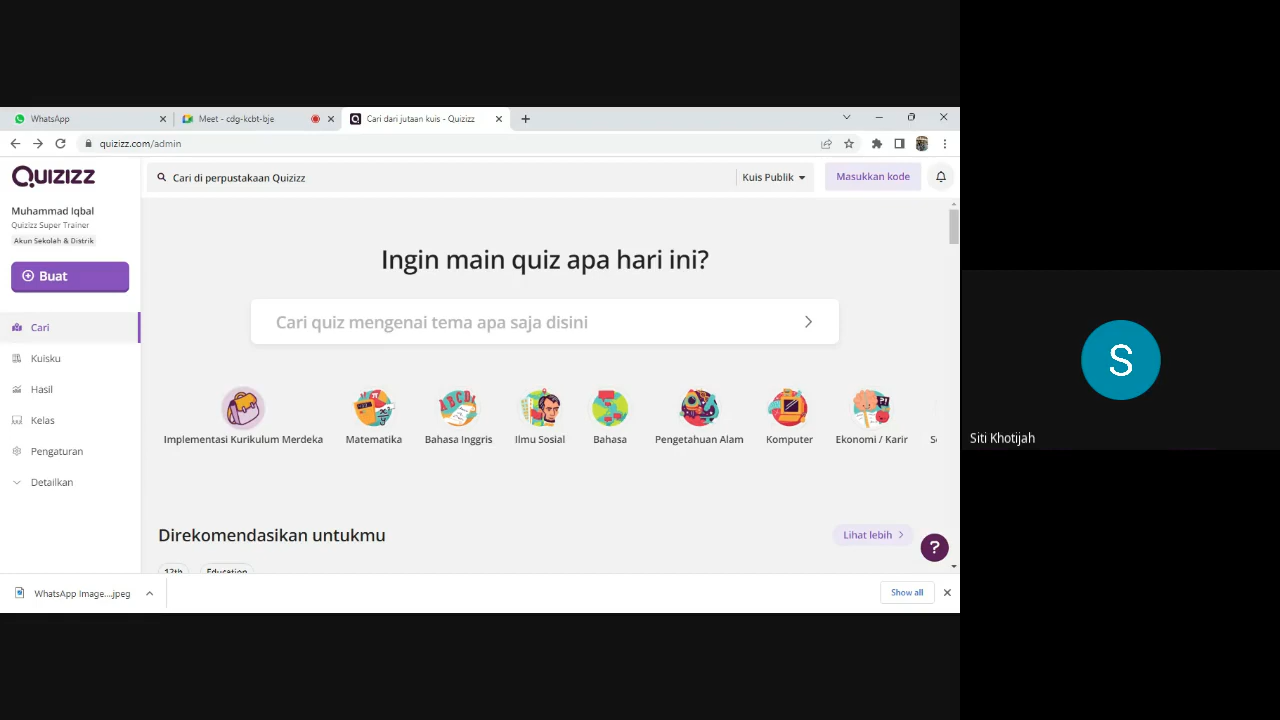 WhatsApp
Meet - cdg-kcbt-bje
Cari dari jutaan kuis - Quizizz
quizizz.com/admin
QUIZIZZ
Cari di perpustakaan Quizizz
Kuis Publik
Masukkan kode
Muhammad Iqbal
Quizizz Super Trainer
Akun Sekolah & Distrik
Buat
Cari
Kuisku
Hasil
Kelas
Pengaturan
Detailkan
Ingin main quiz apa hari ini?
Cari quiz mengenai tema apa saja disini
Implementasi Kurikulum Merdeka
Matematika
Bahasa Inggris
Ilmu Sosial
Bahasa
Pengetahuan Alam
Komputer
Ekonomi / Karir
Direkomendasikan untukmu
Lihat lebih
?
12th
Education
WhatsApp Image....jpeg
Show all
S
Siti Khotijah